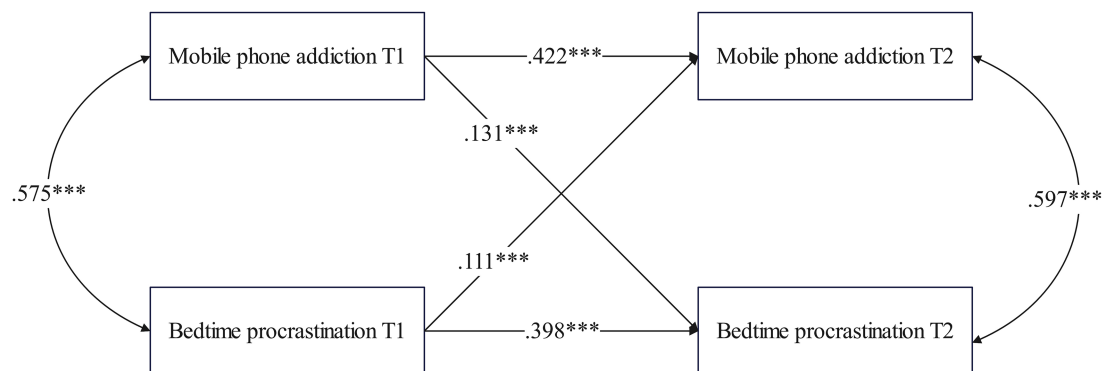 Mobile phone addiction T1
.422***
Mobile phone addiction T2
.131***
.575***
.597***
.111***
Bedtime procrastination T1
.398***
Bedtime procrastination T2